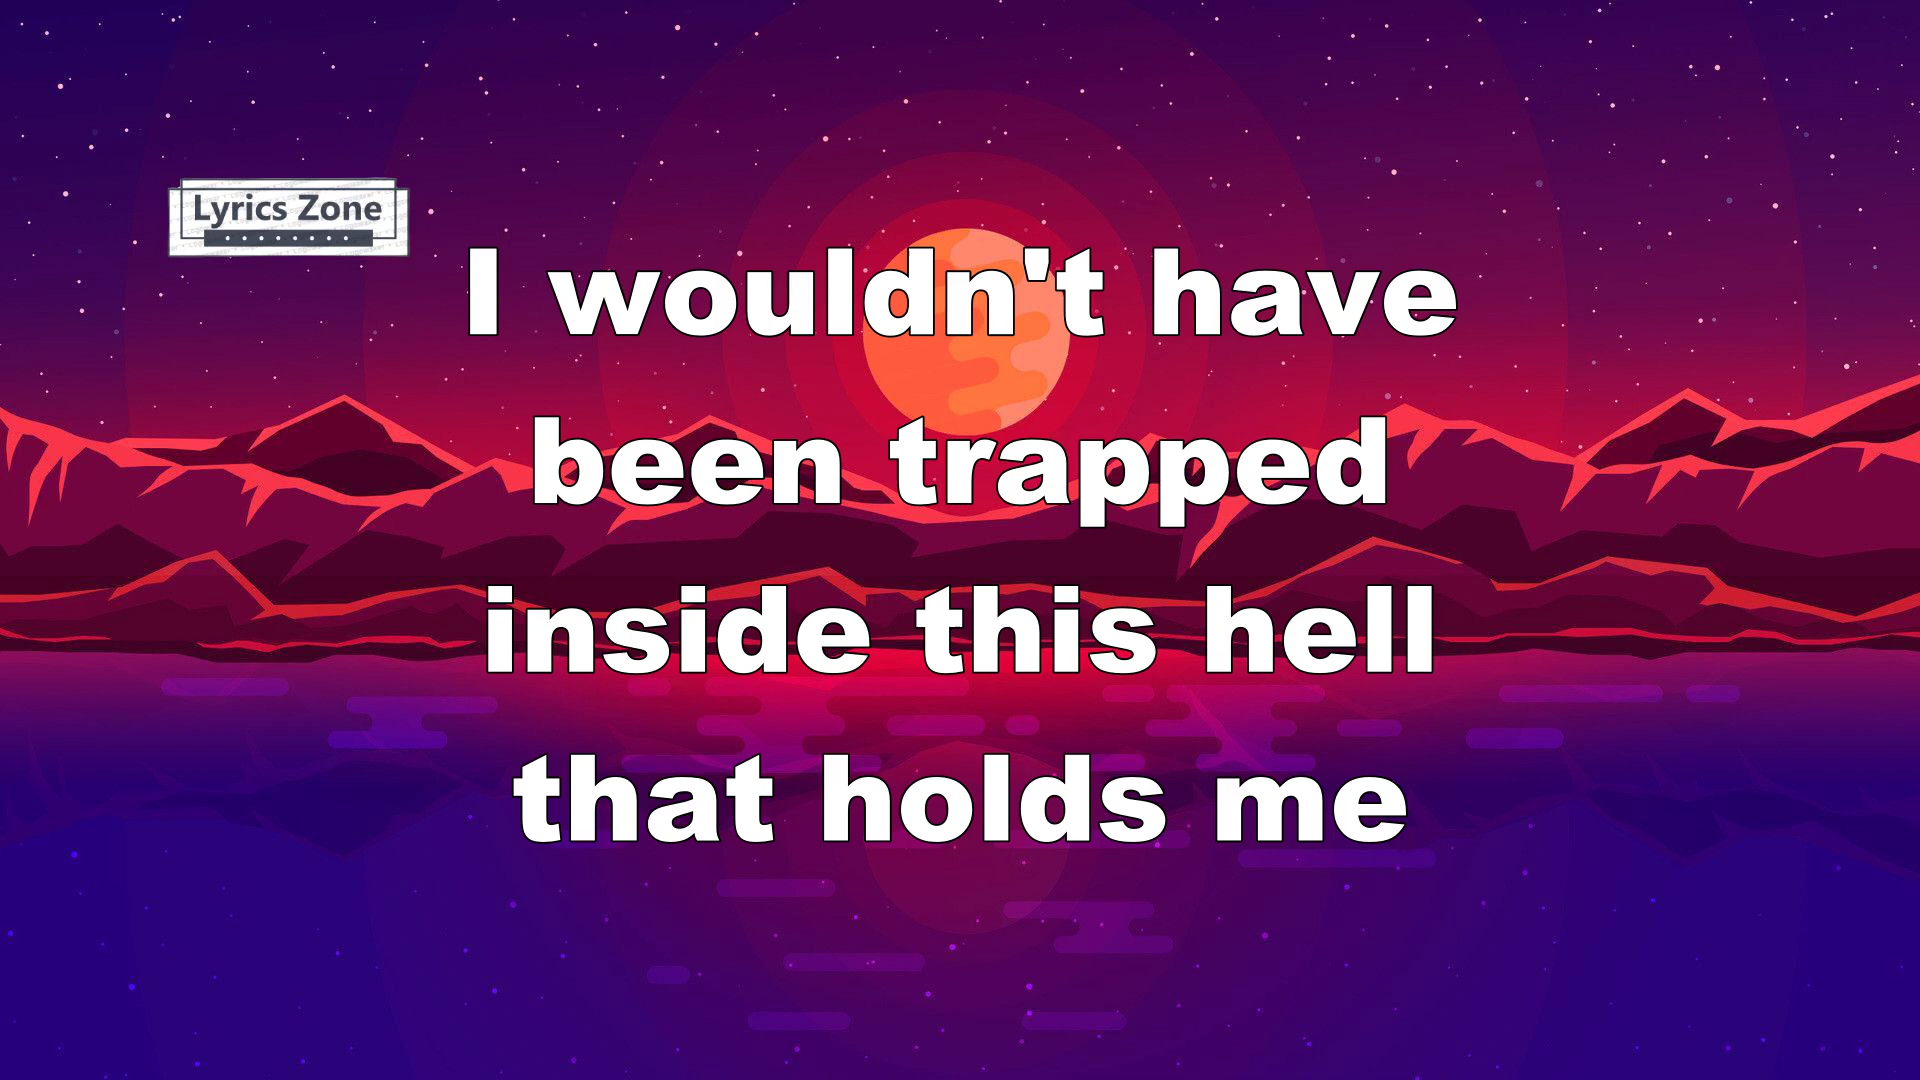 Lyrics Zone
I wouldn't have
been trapped
inside this hell
that holds me